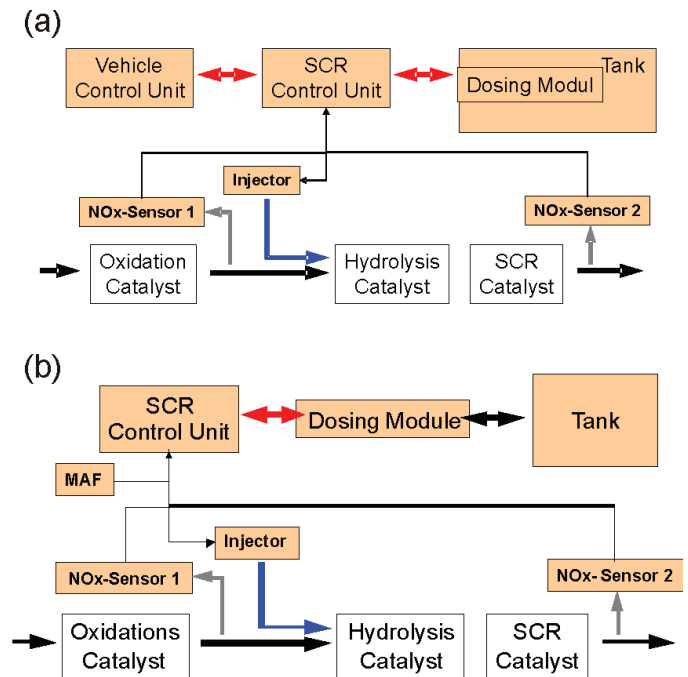 (a)
Vehicle
Control Unit
SCR
Control Unit
Tank
Dosing Modul
Injector
NOx-Sensor 1
NOx-Sensor 2
Oxidation
Catalyst
Hydrolysis
Catalyst
SCR
Catalyst
(b)
SCR
Control Unit
Dosing Module
Tank
MAF
Injector
NOx-Sensor 1
NOx- Sensor 2
Oxidations
Catalyst
Hydrolysis
Catalyst
SCR
Catalyst